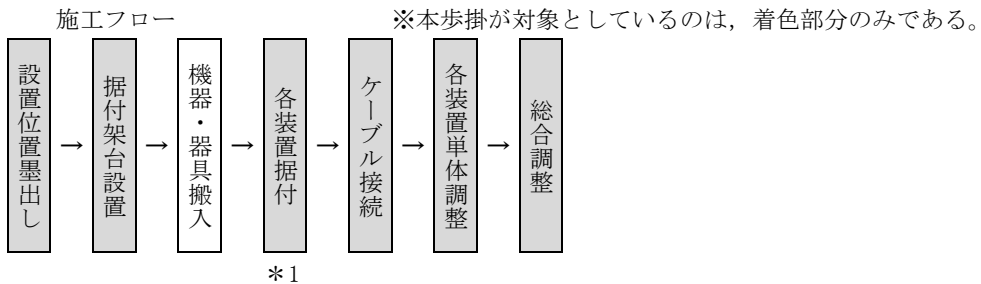 施工フロー
※本歩掛が対象としているのは，着色部分のみである。
設置位置墨出し
→
据付架台設置
→
機器・器具搬入
→
各装置据付
→
ケーブル接続
→
各装置単体調整
→
総合調整
＊1